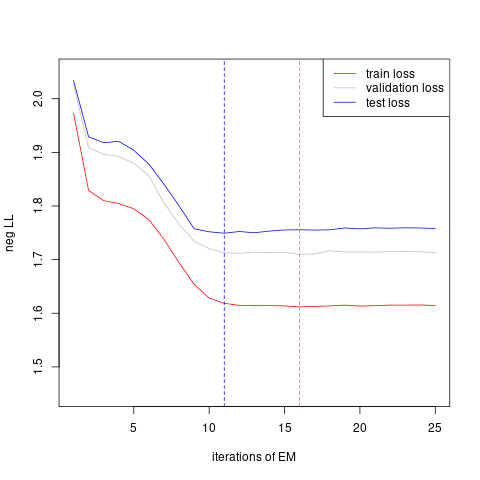 train loss
validation loss
test loss
neg LL
2.0
1.9
1.8
1.7
1.6
1.5
5 10 15 20 25
iterations of EM